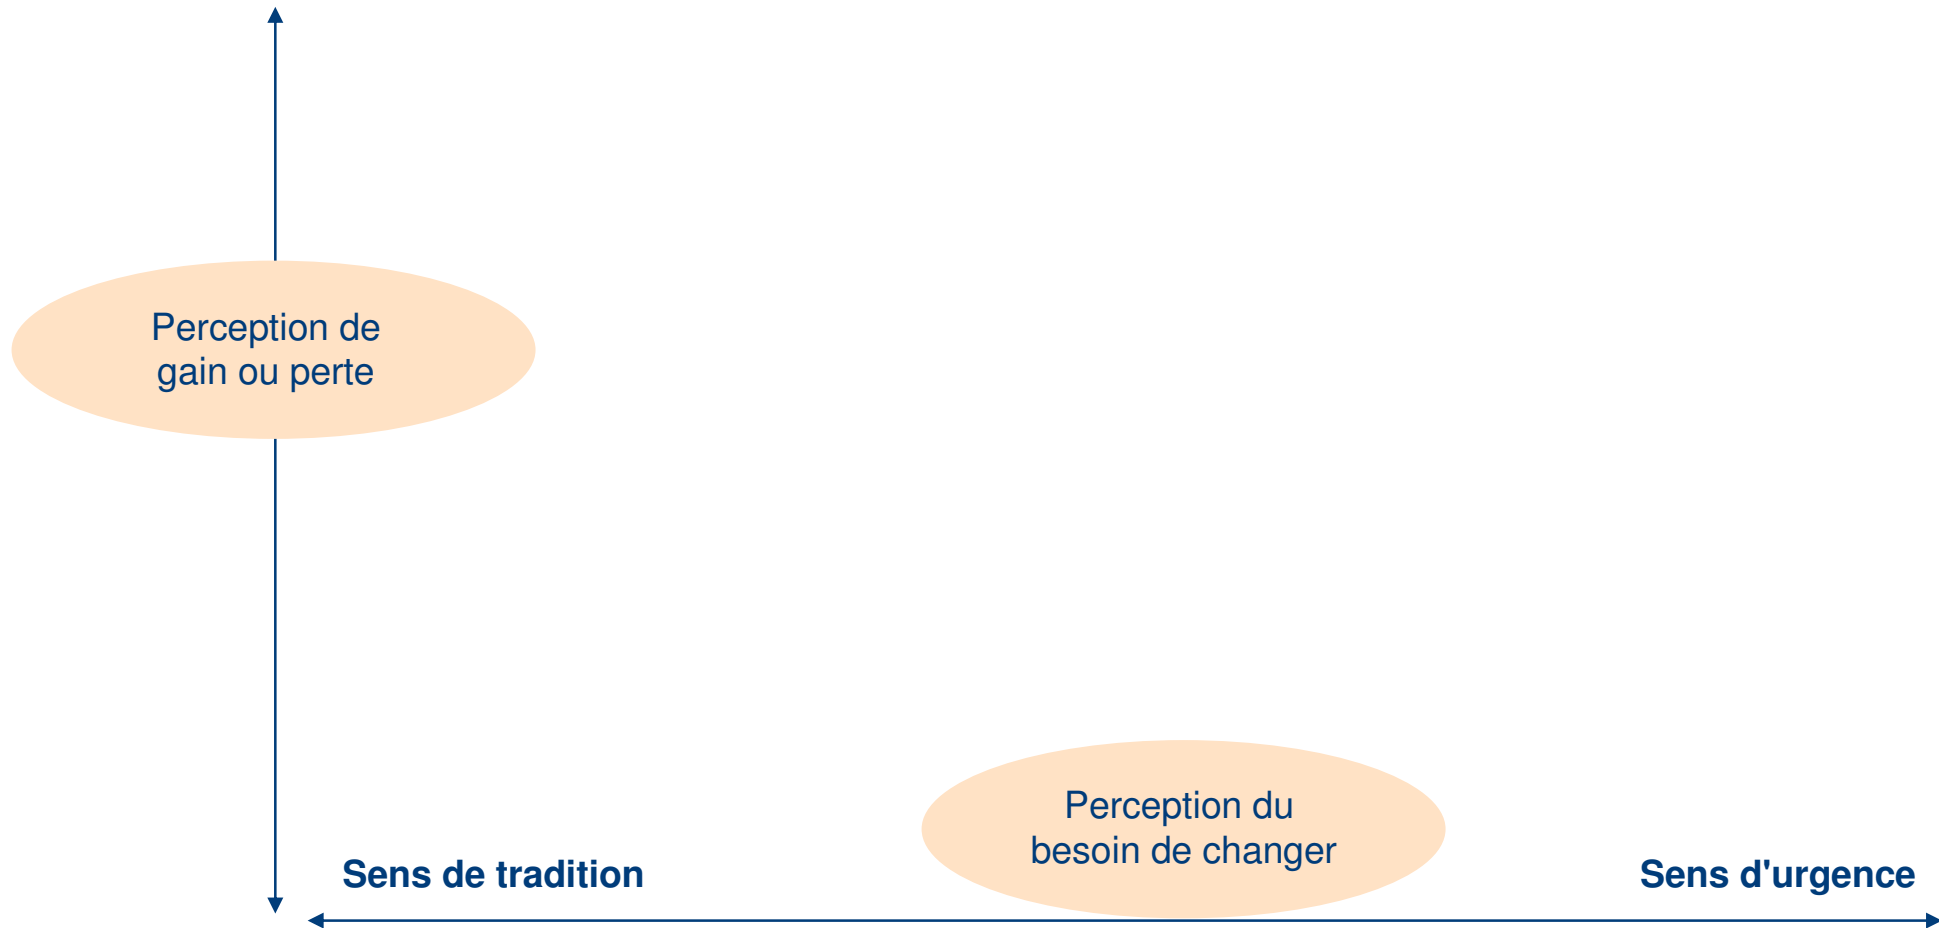 Perception de
gain ou perte
Perception du
besoin de changer
Sens de tradition
Sens d'urgence